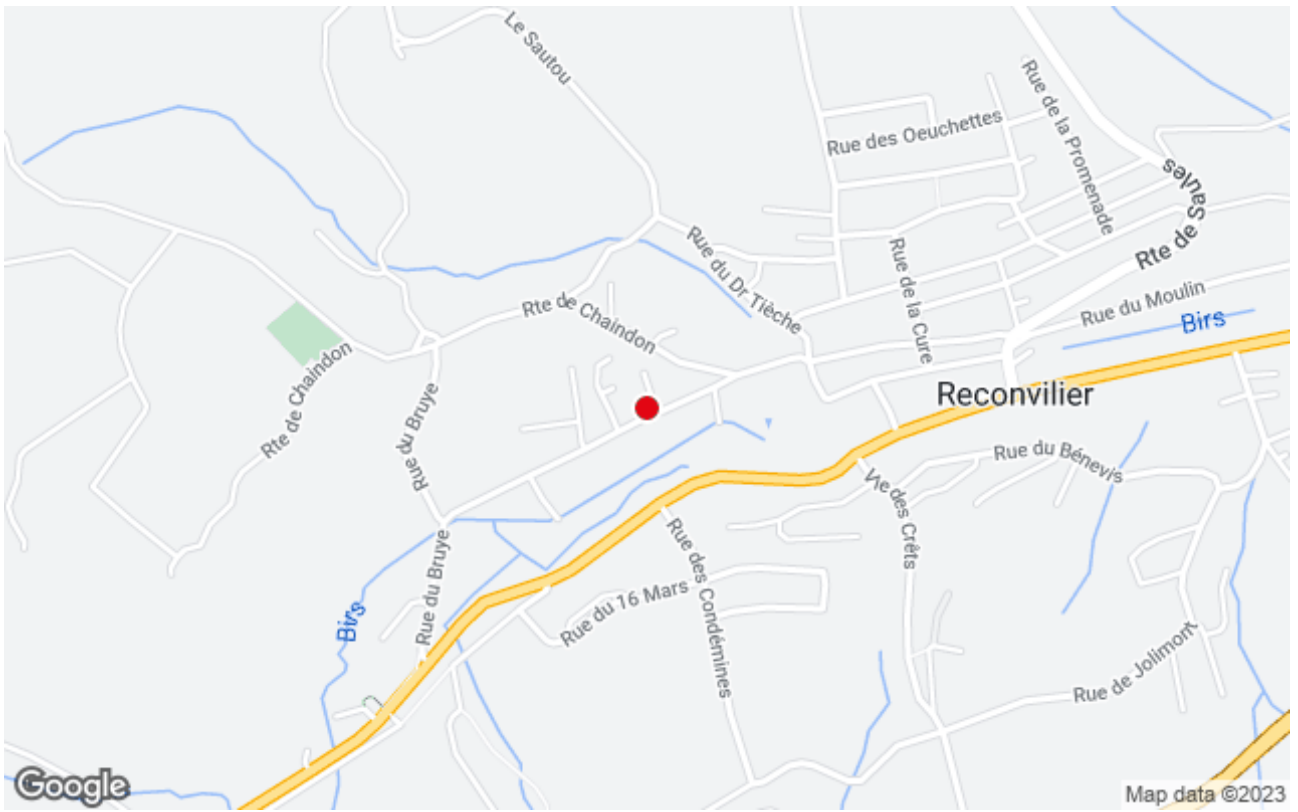 Le Sautou
Rue de la Promenade
Rue des Oeuchettes
Rte de Saules
Rue du Dr Tièche
Rue de la Cure
Rue du Moulin
Birs
Rte de Chaindon
Rte de Chaindon
Rue du Bruye
Reconvilier
Rue du Bénevis
des Crêts
Rue du Bruye
Rue des Condémines
Rue du 16 Mars
Birs
Rue de Jolimont
Google
Map data ©2023